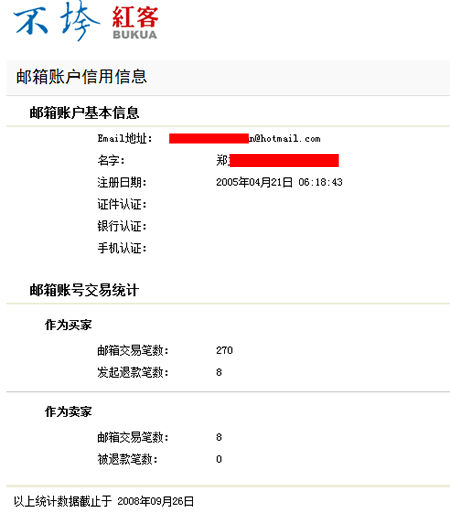 不垮 紅客
BUKUA
邮箱账户信用信息
邮箱账户基本信息
Email地址： n@hotmail.com
名字： 郑
注册日期： 2005年04月21日 06:18:43
证件认证：
银行认证：
手机认证：
邮箱账号交易统计
作为买家
邮箱交易笔数： 270
发起退款笔数： 8
作为卖家
邮箱交易笔数： 8
被退款笔数： 0
以上统计数据截止于 2008年09月26日